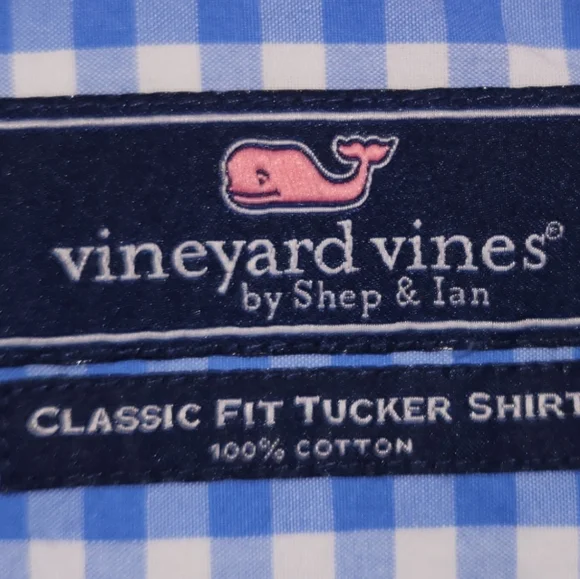 vineyard vines®
by Shep & Ian
CLASSIC FIT TUCKER SHIRT
100% COTTON